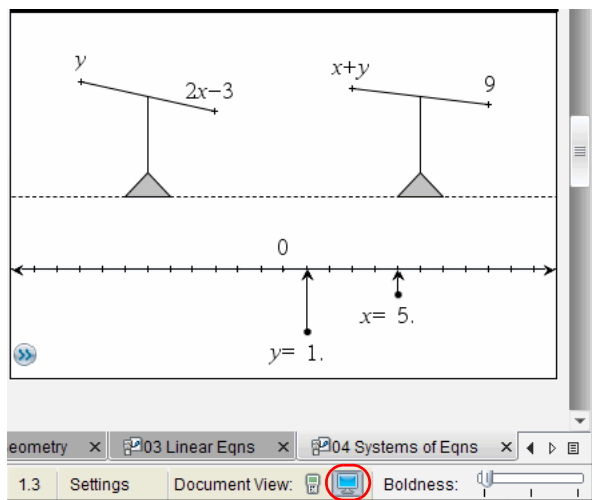 y 2x−3 x+y 9
0
x= 5.
y= 1.
eometry × 03 Linear Eqns × 04 Systems of Eqns ×
1.3 Settings Document View: Boldness: